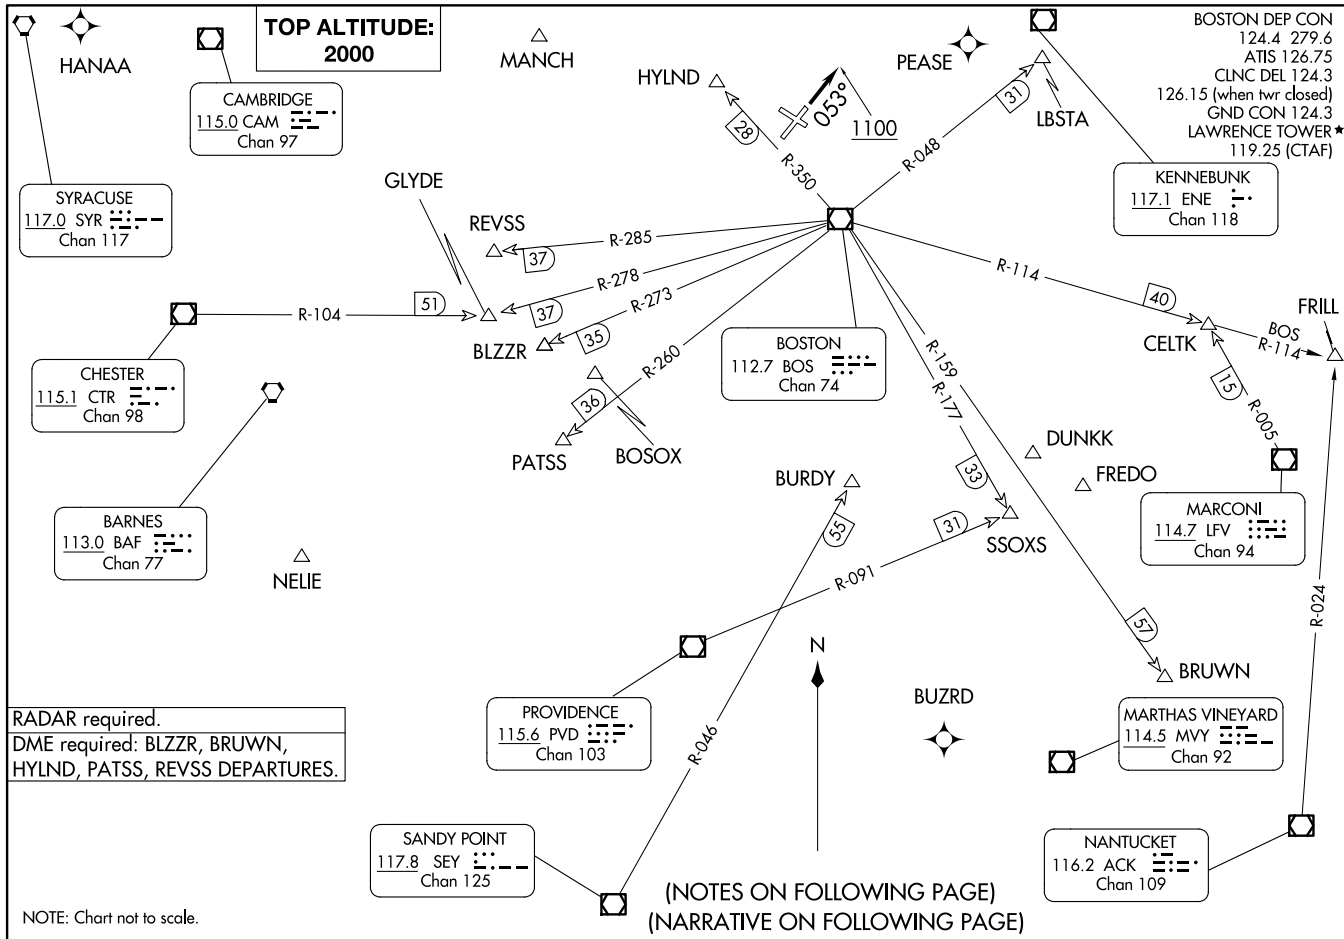 TOP ALTITUDE:
2000
HANAA
MANCH
HYLND
PEASE
LBSTA
053°
1100
BOSTON DEP CON
124.4 279.6
ATIS 126.75
CLNC DEL 124.3
126.15 (when twr closed)
GND CON 124.3
LAWRENCE TOWER★
119.25 (CTAF)
CAMBRIDGE
115.0 CAM
Chan 97
SYRACUSE
117.0 SYR
Chan 117
KENNEBUNK
117.1 ENE
Chan 118
GLYDE
REVSS
28
R-350
31
R-048
R-285
37
R-278
37
R-273
35
R-260
36
R-104
51
BLZZR
PATSS
BOSOX
CHESTER
115.1 CTR
Chan 98
BOSTON
112.7 BOS
Chan 74
R-114
40
CELTK
BOS
R-114
FRILL
R-159
R-177
33
57
15
R-005
DUNKK
FREDO
BURDY
SSOXS
BARNES
113.0 BAF
Chan 77
NELIE
MARCONI
114.7 LFV
Chan 94
55
31
R-091
R-024
N
BRUWN
BUZRD
PROVIDENCE
115.6 PVD
Chan 103
R-046
MARTHAS VINEYARD
114.5 MVY
Chan 92
RADAR required.
DME required: BLZZR, BRUWN,
HYLND, PATSS, REVSS DEPARTURES.
SANDY POINT
117.8 SEY
Chan 125
NANTUCKET
116.2 ACK
Chan 109
NOTE: Chart not to scale.
(NOTES ON FOLLOWING PAGE)
(NARRATIVE ON FOLLOWING PAGE)